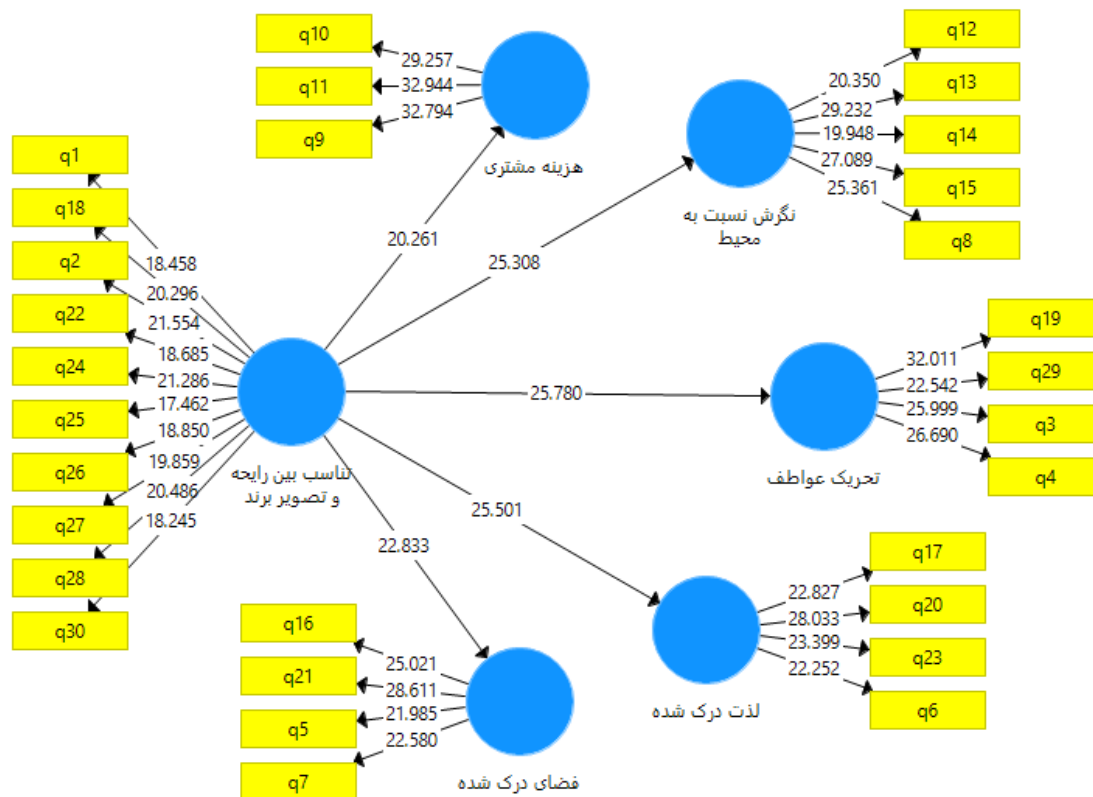 q10
29.257
q11
32.944
q9
32.794
هزینه مشتری
q12
20.350
q13
29.232
q14
19.948
q15
27.089
q8
25.361
نگرش نسبت به
محیط
q1
18.458
q18
20.296
q2
21.554
q22
18.685
q24
21.286
q25
17.462
q26
18.850
q27
19.859
q28
20.486
q30
18.245
تناسب بین رایحه
و تصویر برند
20.261
25.308
25.780
25.501
22.833
q19
32.011
q29
22.542
q3
25.999
q4
26.690
تحریک عواطف
q17
22.827
q20
28.033
q23
23.399
q6
22.252
لذت درک شده
q16
25.021
q21
28.611
q5
21.985
q7
22.580
فضای درک شده